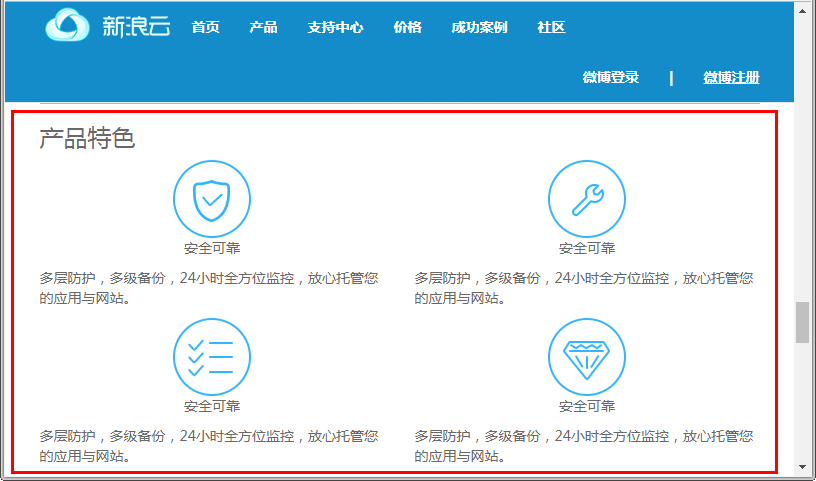 新浪云 首页 产品 支持中心 价格 成功案例 社区
微博登录 | 微博注册
产品特色
安全可靠 安全可靠
多层防护，多级备份，24小时全方位监控，放心托管您 多层防护，多级备份，24小时全方位监控，放心托管您
的应用与网站。 的应用与网站。
安全可靠 安全可靠
多层防护，多级备份，24小时全方位监控，放心托管您 多层防护，多级备份，24小时全方位监控，放心托管您
的应用与网站。 的应用与网站。